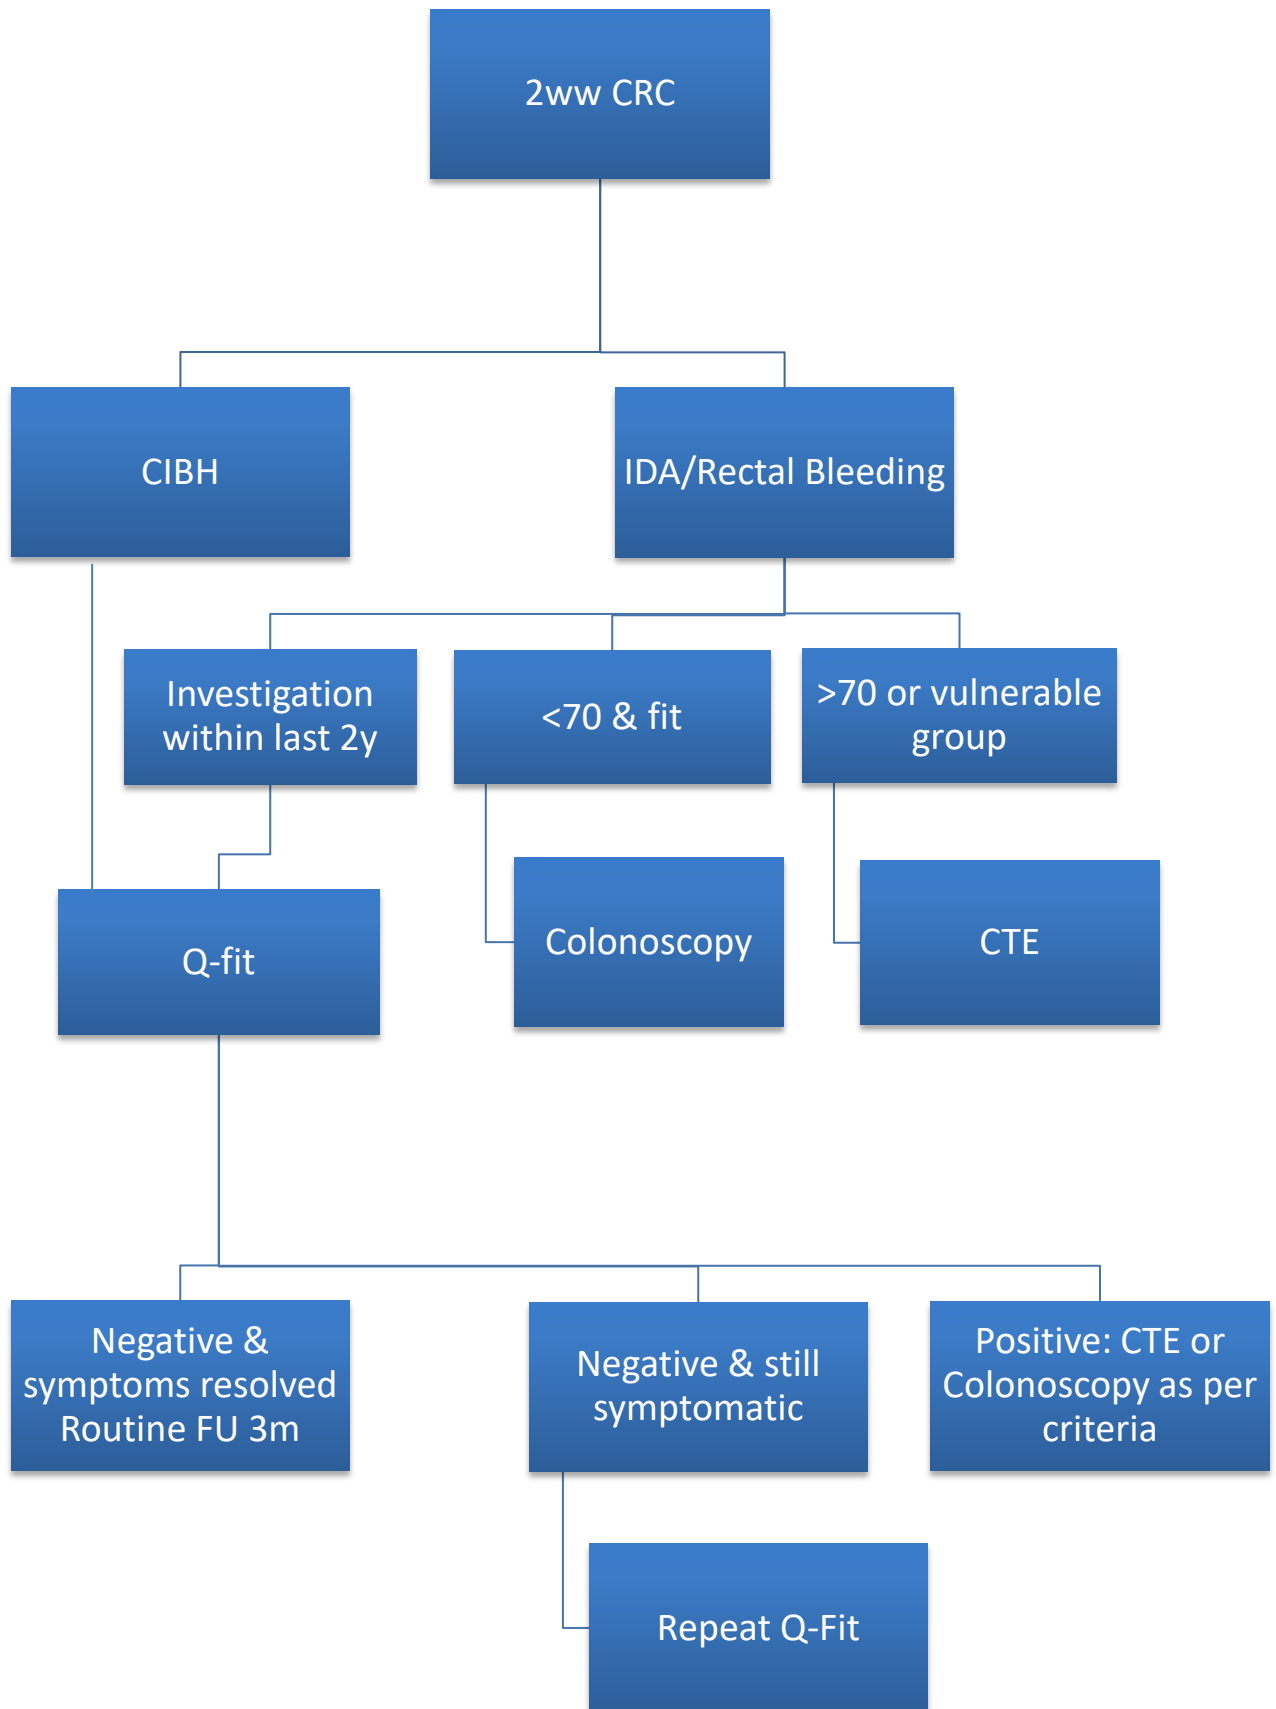 2ww CRC
CIBH
IDA/Rectal Bleeding
Investigation
within last 2y
<70 & fit
>70 or vulnerable
group
Q-fit
Colonoscopy
CTE
Negative &
symptoms resolved
Routine FU 3m
Negative & still
symptomatic
Positive: CTE or
Colonoscopy as per
criteria
Repeat Q-Fit